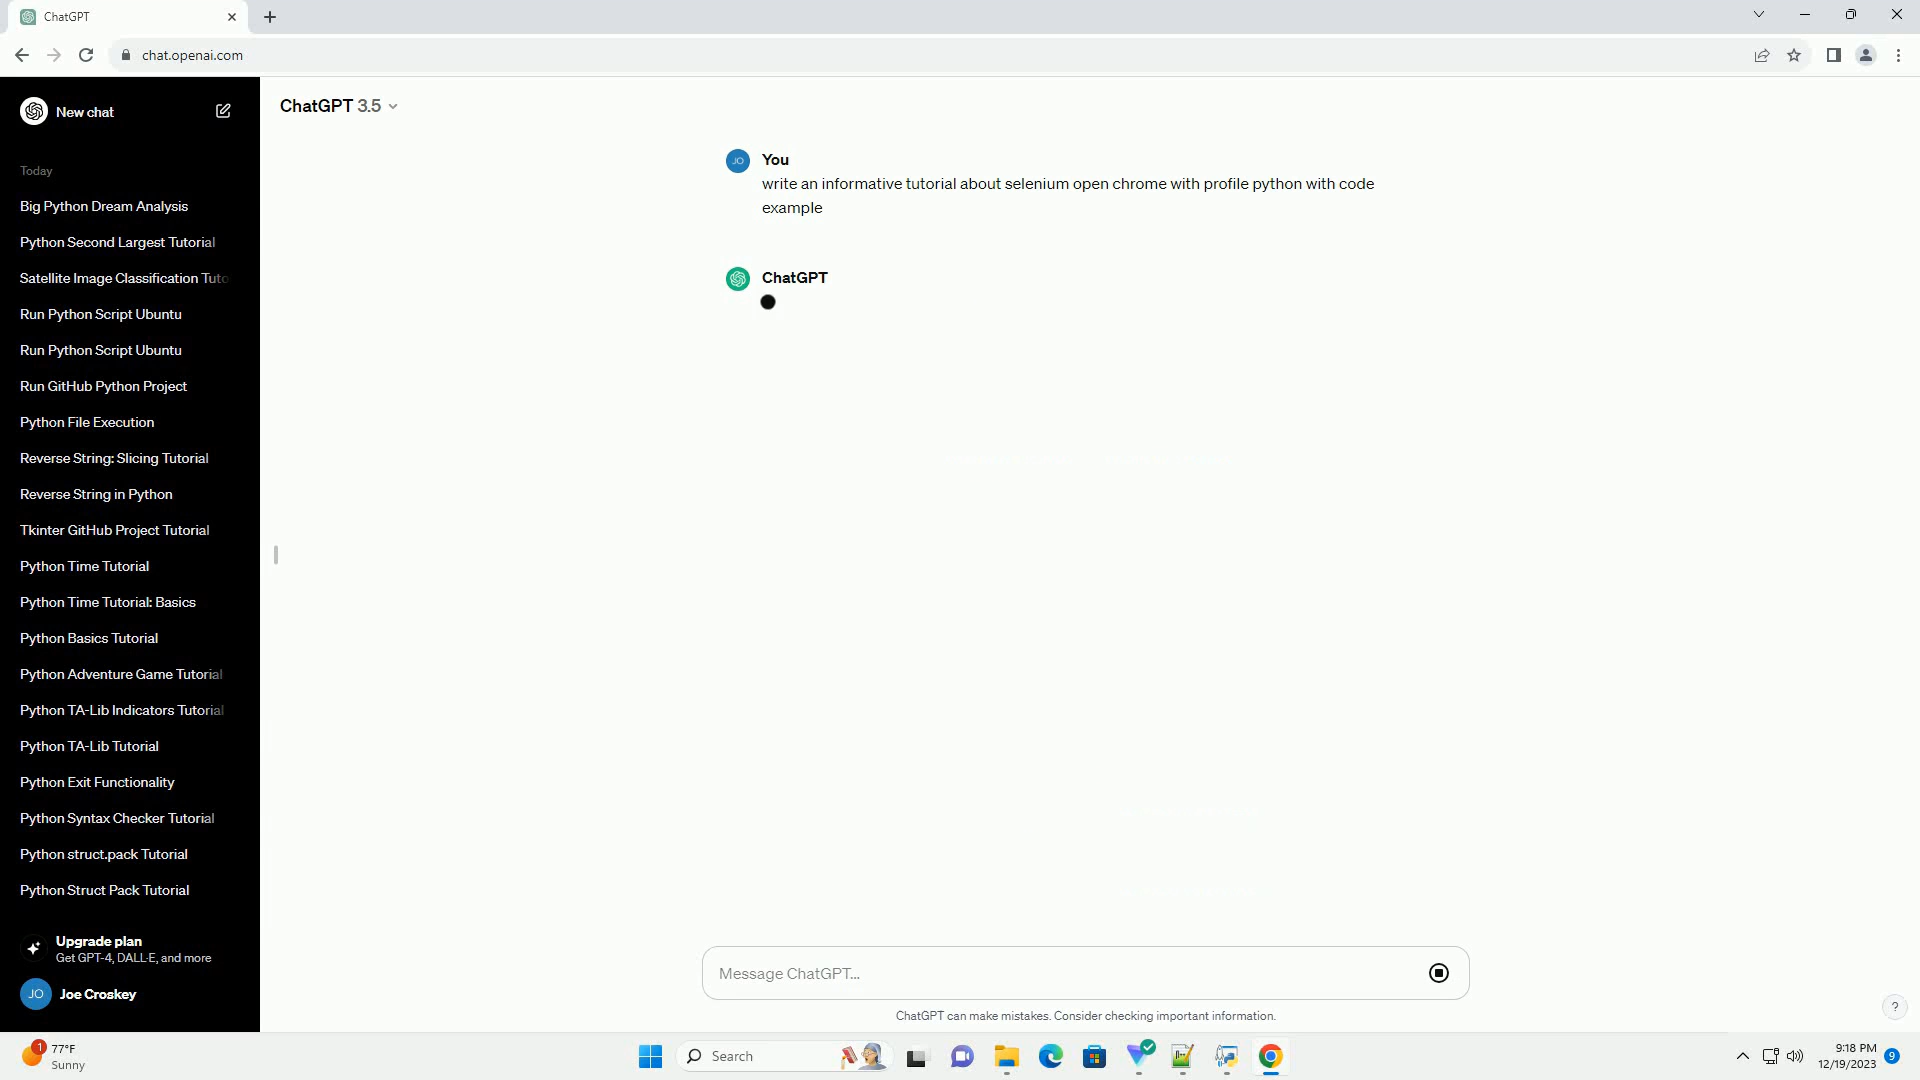 ChatGPT
chat.openai.com
New chat
Today
Big Python Dream Analysis
Python Second Largest Tutorial
Satellite Image Classification Tuto
Run Python Script Ubuntu
Run Python Script Ubuntu
Run GitHub Python Project
Python File Execution
Reverse String: Slicing Tutorial
Reverse String in Python
Tkinter GitHub Project Tutorial
Python Time Tutorial
Python Time Tutorial: Basics
Python Basics Tutorial
Python Adventure Game Tutorial
Python TA-Lib Indicators Tutorial
Python TA-Lib Tutorial
Python Exit Functionality
Python Syntax Checker Tutorial
Python struct.pack Tutorial
Python Struct Pack Tutorial
Upgrade plan
Get GPT-4, DALL·E, and more
JO Joe Croskey
ChatGPT 3.5
JO You
write an informative tutorial about selenium open chrome with profile python with code
example
ChatGPT
Message ChatGPT...
ChatGPT can make mistakes. Consider checking important information.
?
1
77°F
Sunny
Search
9:18 PM
12/19/2023
9